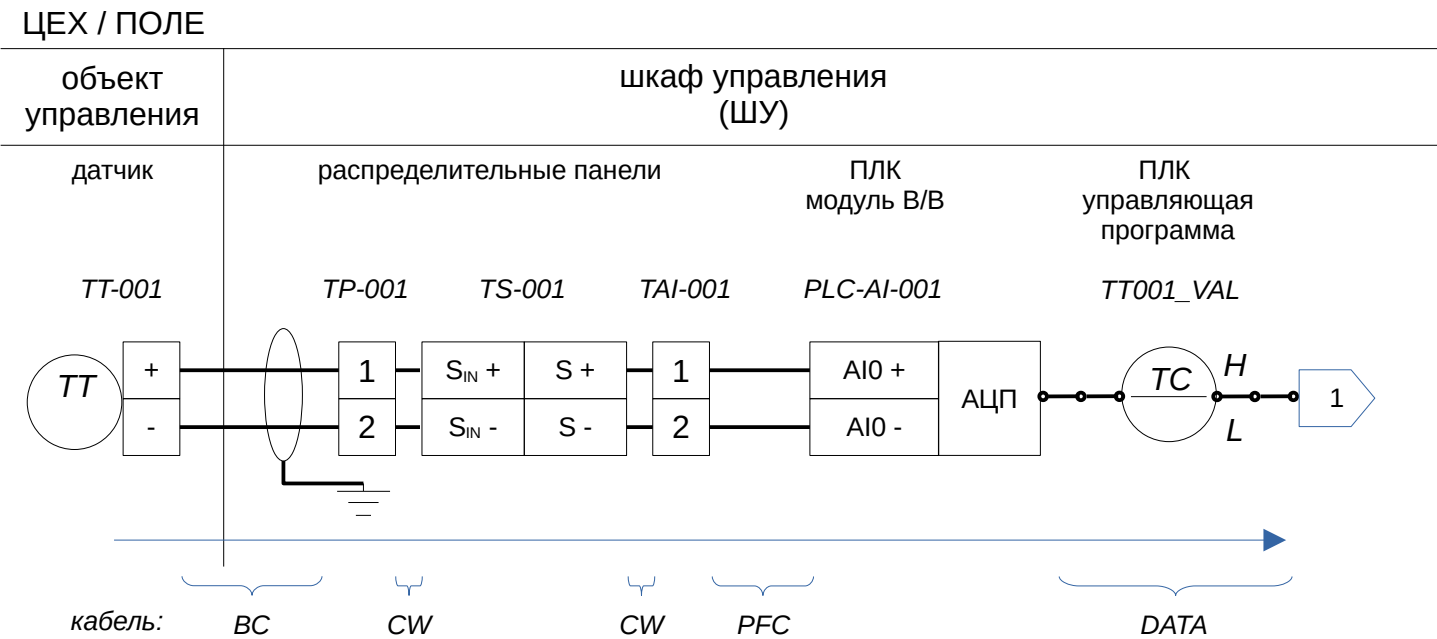 ЦЕХ / ПОЛЕ
объект
управления
шкаф управления
(ШУ)
датчик
распределительные панели
ПЛК
модуль В/В
ПЛК
управляющая
программа
TT-001
TP-001
TS-001
TAI-001
PLC-AI-001
TT001_VAL
TT
+
-
1
2
S_IN +
S_IN -
S +
S -
1
2
AI0 +
AI0 -
АЦП
TC
H
L
1
кабель:
BC
CW
CW
PFC
DATA